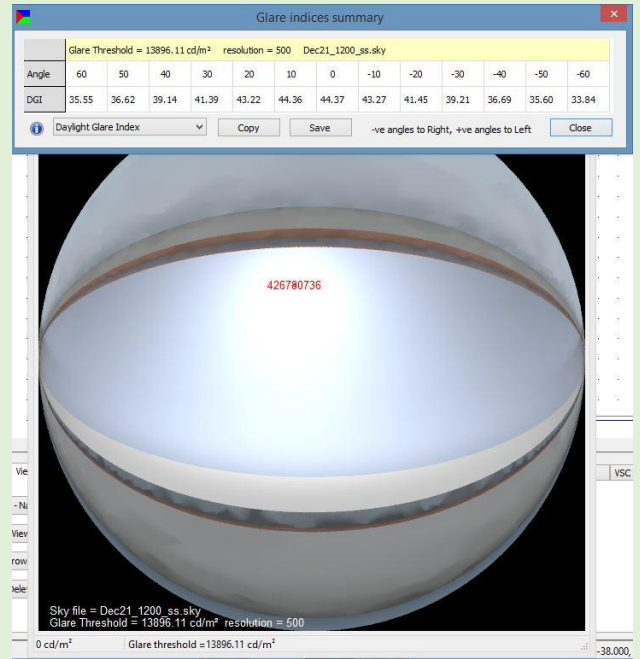 Glare indices summary
Glare Threshold = 13896.11 cd/m² resolution = 500 Dec21_1200_ss.sky
Angle 60 50 40 30 20 10 0 -10 -20 -30 -40 -50 -60
DGI 35.55 36.62 39.14 41.39 43.22 44.36 44.37 43.27 41.45 39.21 36.69 35.60 33.84
Daylight Glare Index Copy Save -ve angles to Right, +ve angles to Left Close
426780736
VSC
Sky file = Dec21_1200_ss.sky
Glare Threshold = 13896.11 cd/m² resolution = 500
0 cd/m² Glare threshold =13896.11 cd/m²
-38.000,